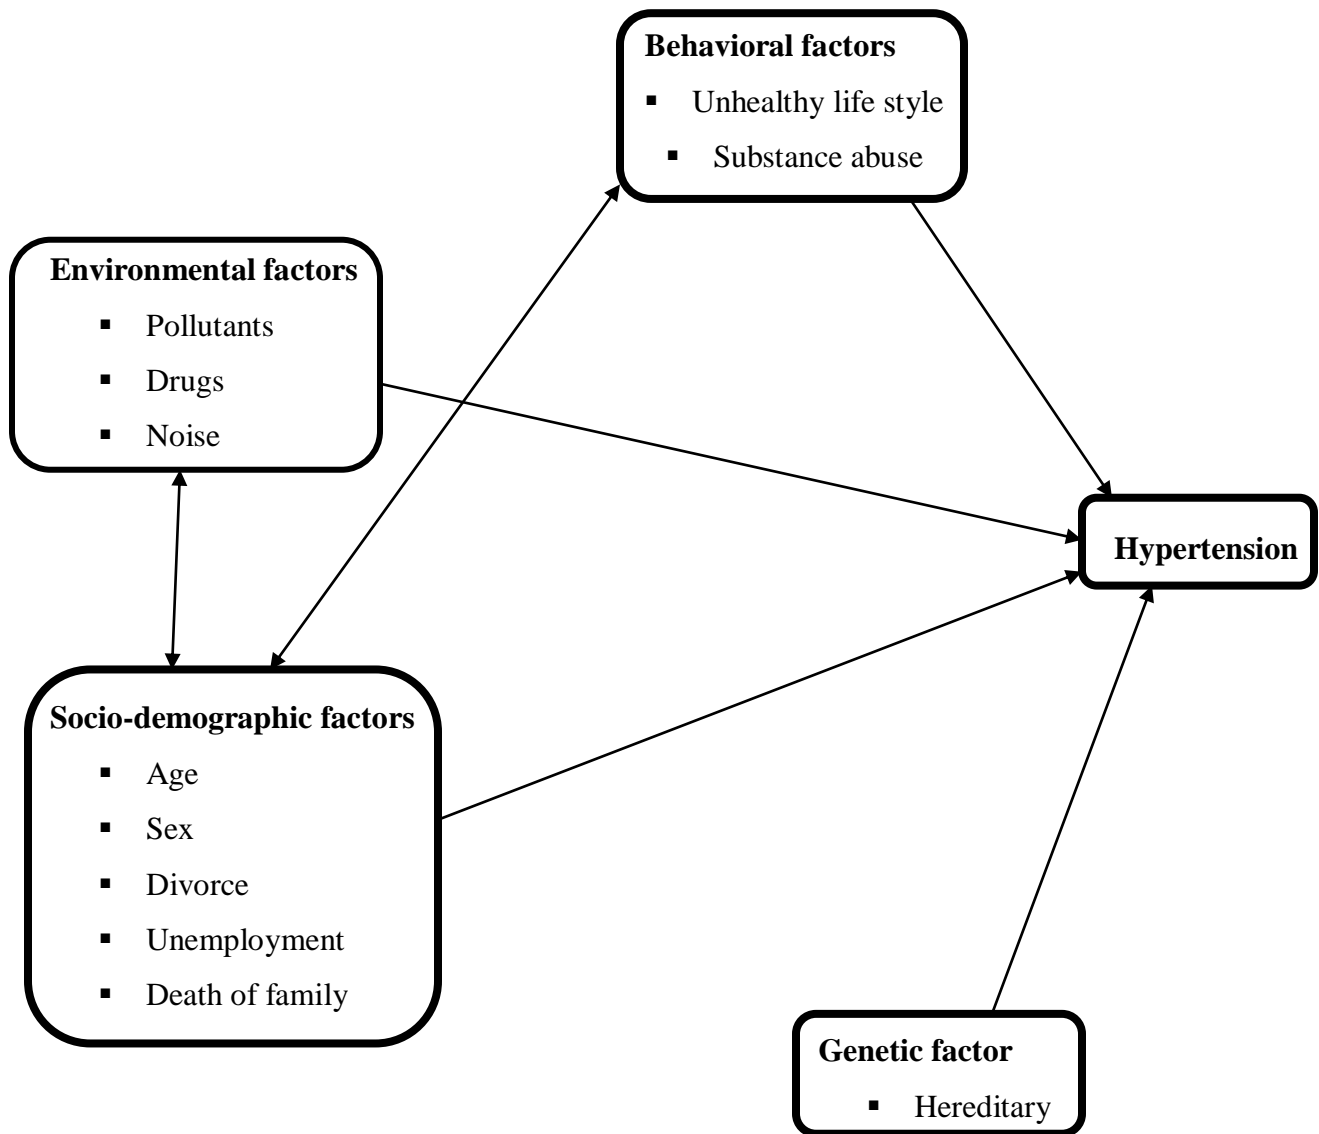 Behavioral factors
▪ Unhealthy life style
▪ Substance abuse
Environmental factors
▪ Pollutants
▪ Drugs
▪ Noise
Hypertension
Socio-demographic factors
▪ Age
▪ Sex
▪ Divorce
▪ Unemployment
▪ Death of family
Genetic factor
▪ Hereditary